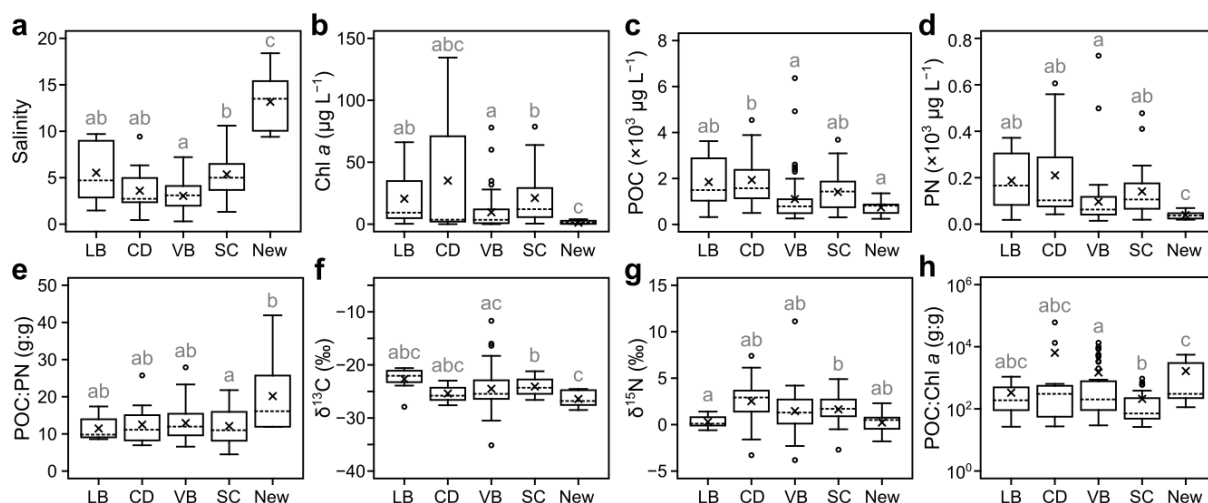 a
Salinity
20
15
10
5
0
ab
ab
a
b
c
LB CD VB SC New
b
Chl a (µg L⁻¹)
150
100
50
0
ab
abc
a
b
c
LB CD VB SC New
c
POC (×10³ µg L⁻¹)
8
6
4
2
0
ab
b
a
ab
a
LB CD VB SC New
d
PN (×10³ µg L⁻¹)
0.8
0.6
0.4
0.2
0.0
ab
ab
a
ab
c
LB CD VB SC New
e
POC:PN (g:g)
50
40
30
20
10
0
ab
ab
ab
a
b
LB CD VB SC New
f
δ¹³C (‰)
−10
−20
−30
−40
abc
abc
ac
b
c
LB CD VB SC New
g
δ¹⁵N (‰)
15
10
5
0
−5
a
ab
ab
b
ab
LB CD VB SC New
h
POC:Chl a (g:g)
10⁶
10⁴
10²
10⁰
abc
abc
a
b
c
LB CD VB SC New